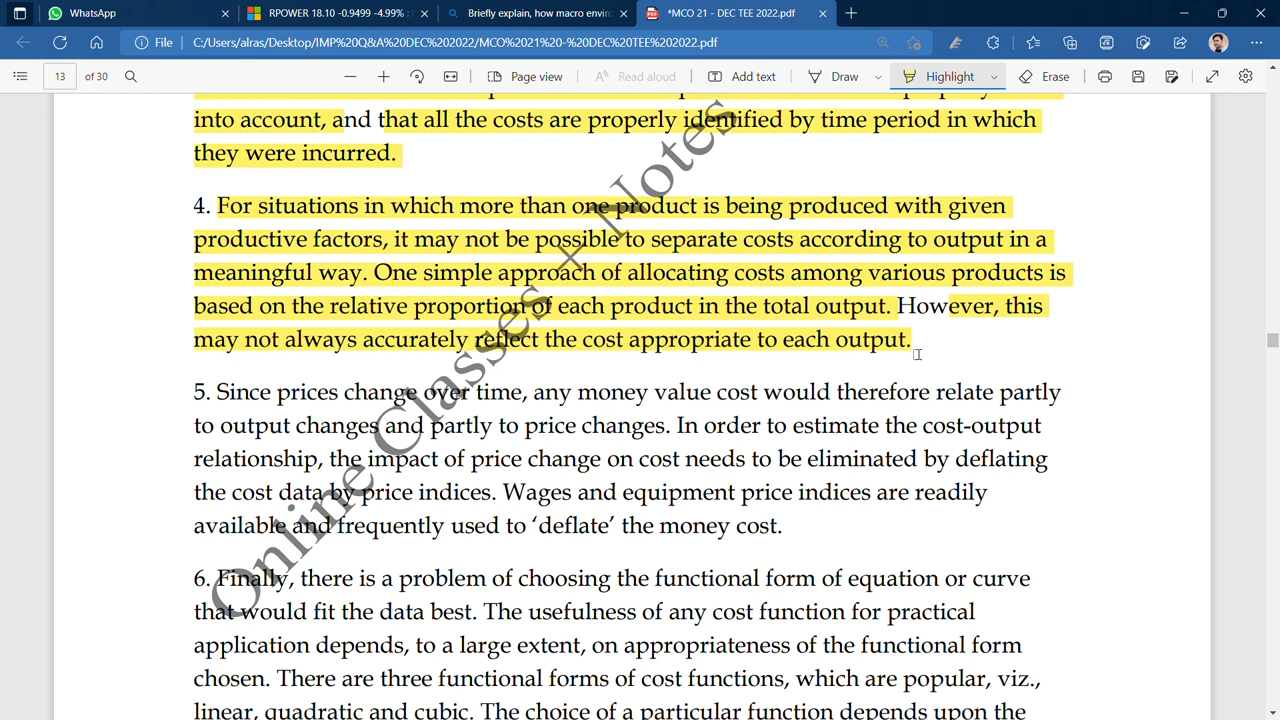 WhatsApp
RPOWER 18.10 -0.9499 -4.99% :
Briefly explain, how macro enviro
*MCO 21 - DEC TEE 2022.pdf
File
C:/Users/alras/Desktop/IMP%20Q&A%20DEC%202022/MCO%2021%20-%20DEC%20TEE%202022.pdf
13 of 30
Page view
Read aloud
Add text
Draw
Highlight
Erase
into account, and that all the costs are properly identified by time period in which
they were incurred.
4. For situations in which more than one product is being produced with given
productive factors, it may not be possible to separate costs according to output in a
meaningful way. One simple approach of allocating costs among various products is
based on the relative proportion of each product in the total output. However, this
may not always accurately reflect the cost appropriate to each output.
5. Since prices change over time, any money value cost would therefore relate partly
to output changes and partly to price changes. In order to estimate the cost-output
relationship, the impact of price change on cost needs to be eliminated by deflating
the cost data by price indices. Wages and equipment price indices are readily
available and frequently used to ‘deflate’ the money cost.
6. Finally, there is a problem of choosing the functional form of equation or curve
that would fit the data best. The usefulness of any cost function for practical
application depends, to a large extent, on appropriateness of the functional form
chosen. There are three functional forms of cost functions, which are popular, viz.,
linear, quadratic and cubic. The choice of a particular function depends upon the
Online Classes + Notes